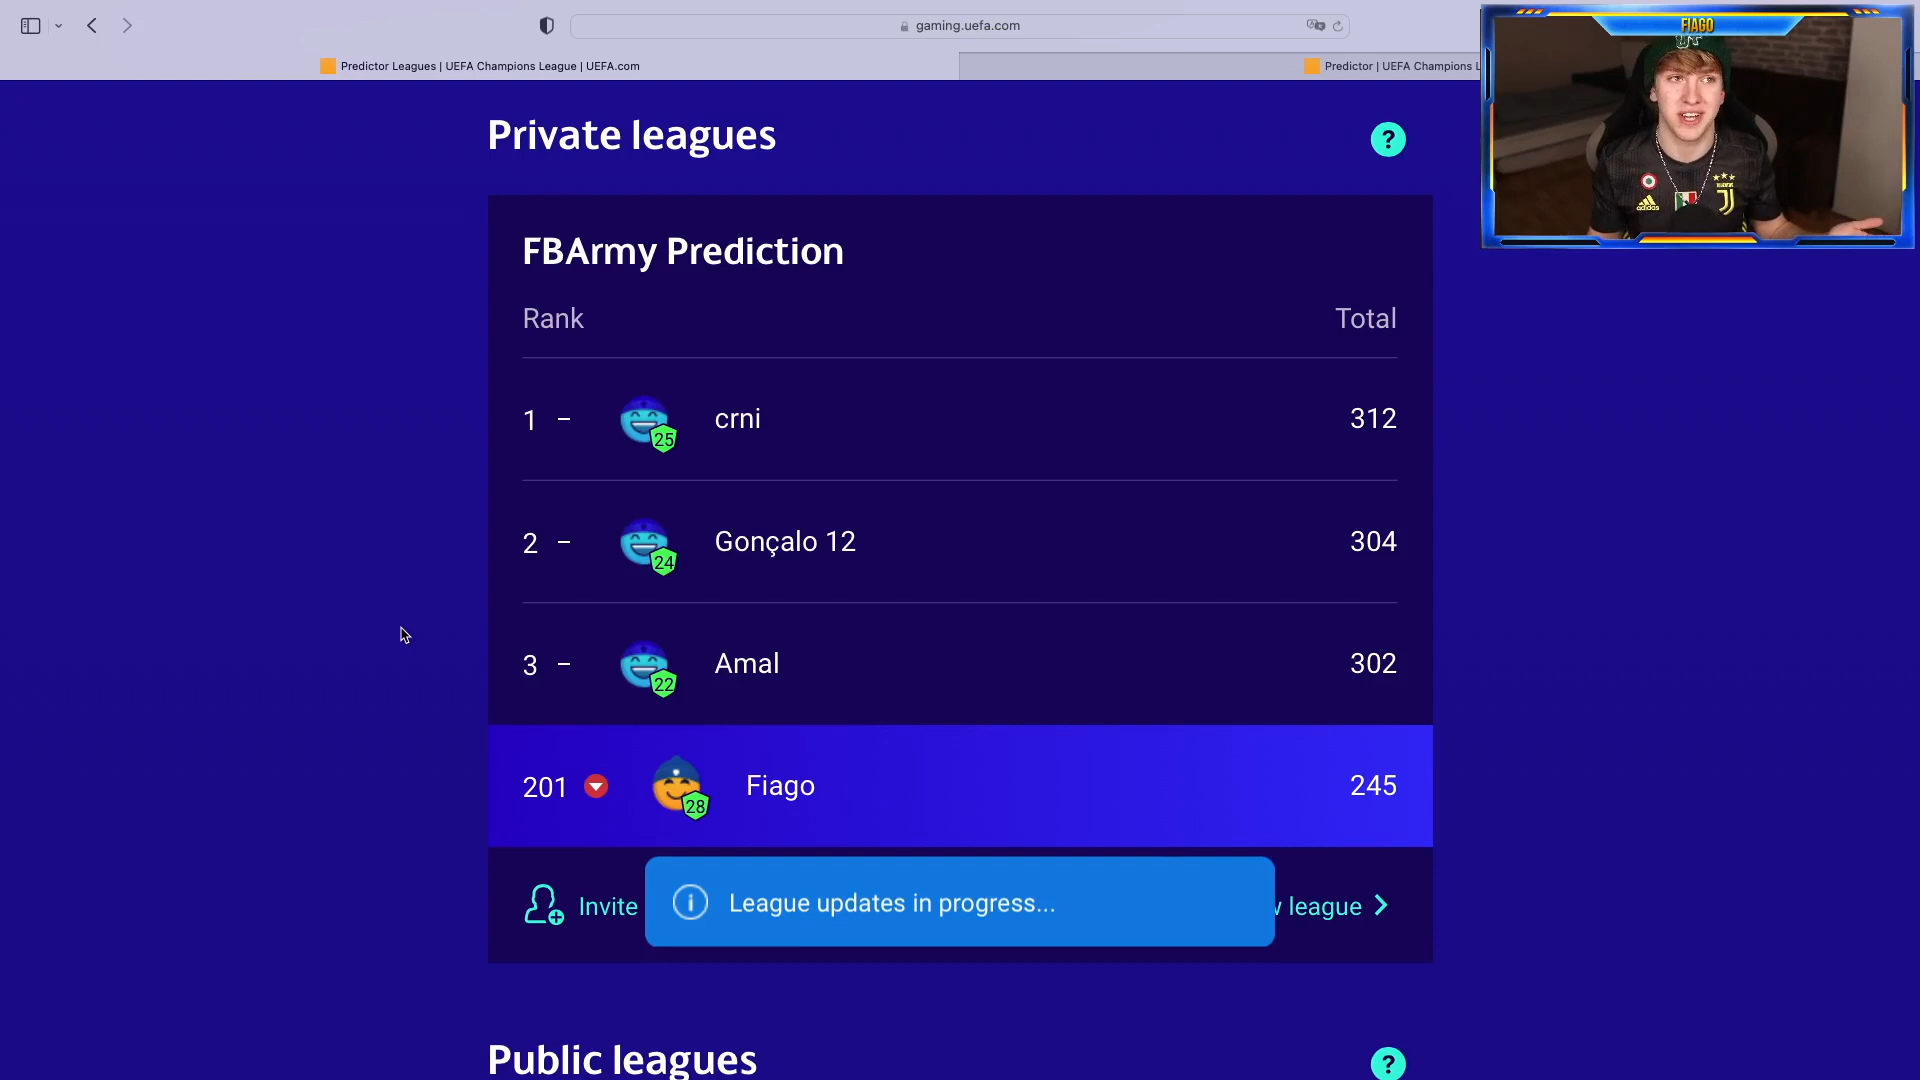 gaming.uefa.com
Predictor Leagues | UEFA Champions League | UEFA.com
Predictor | UEFA Champions L
FIAGO
Private leagues
?
FBArmy Prediction
Rank Total
1 – 25 crni 312
2 – 24 Gonçalo 12 304
3 – 22 Amal 302
201 28 Fiago 245
Invite
League updates in progress...
league
Public leagues
?
adidas